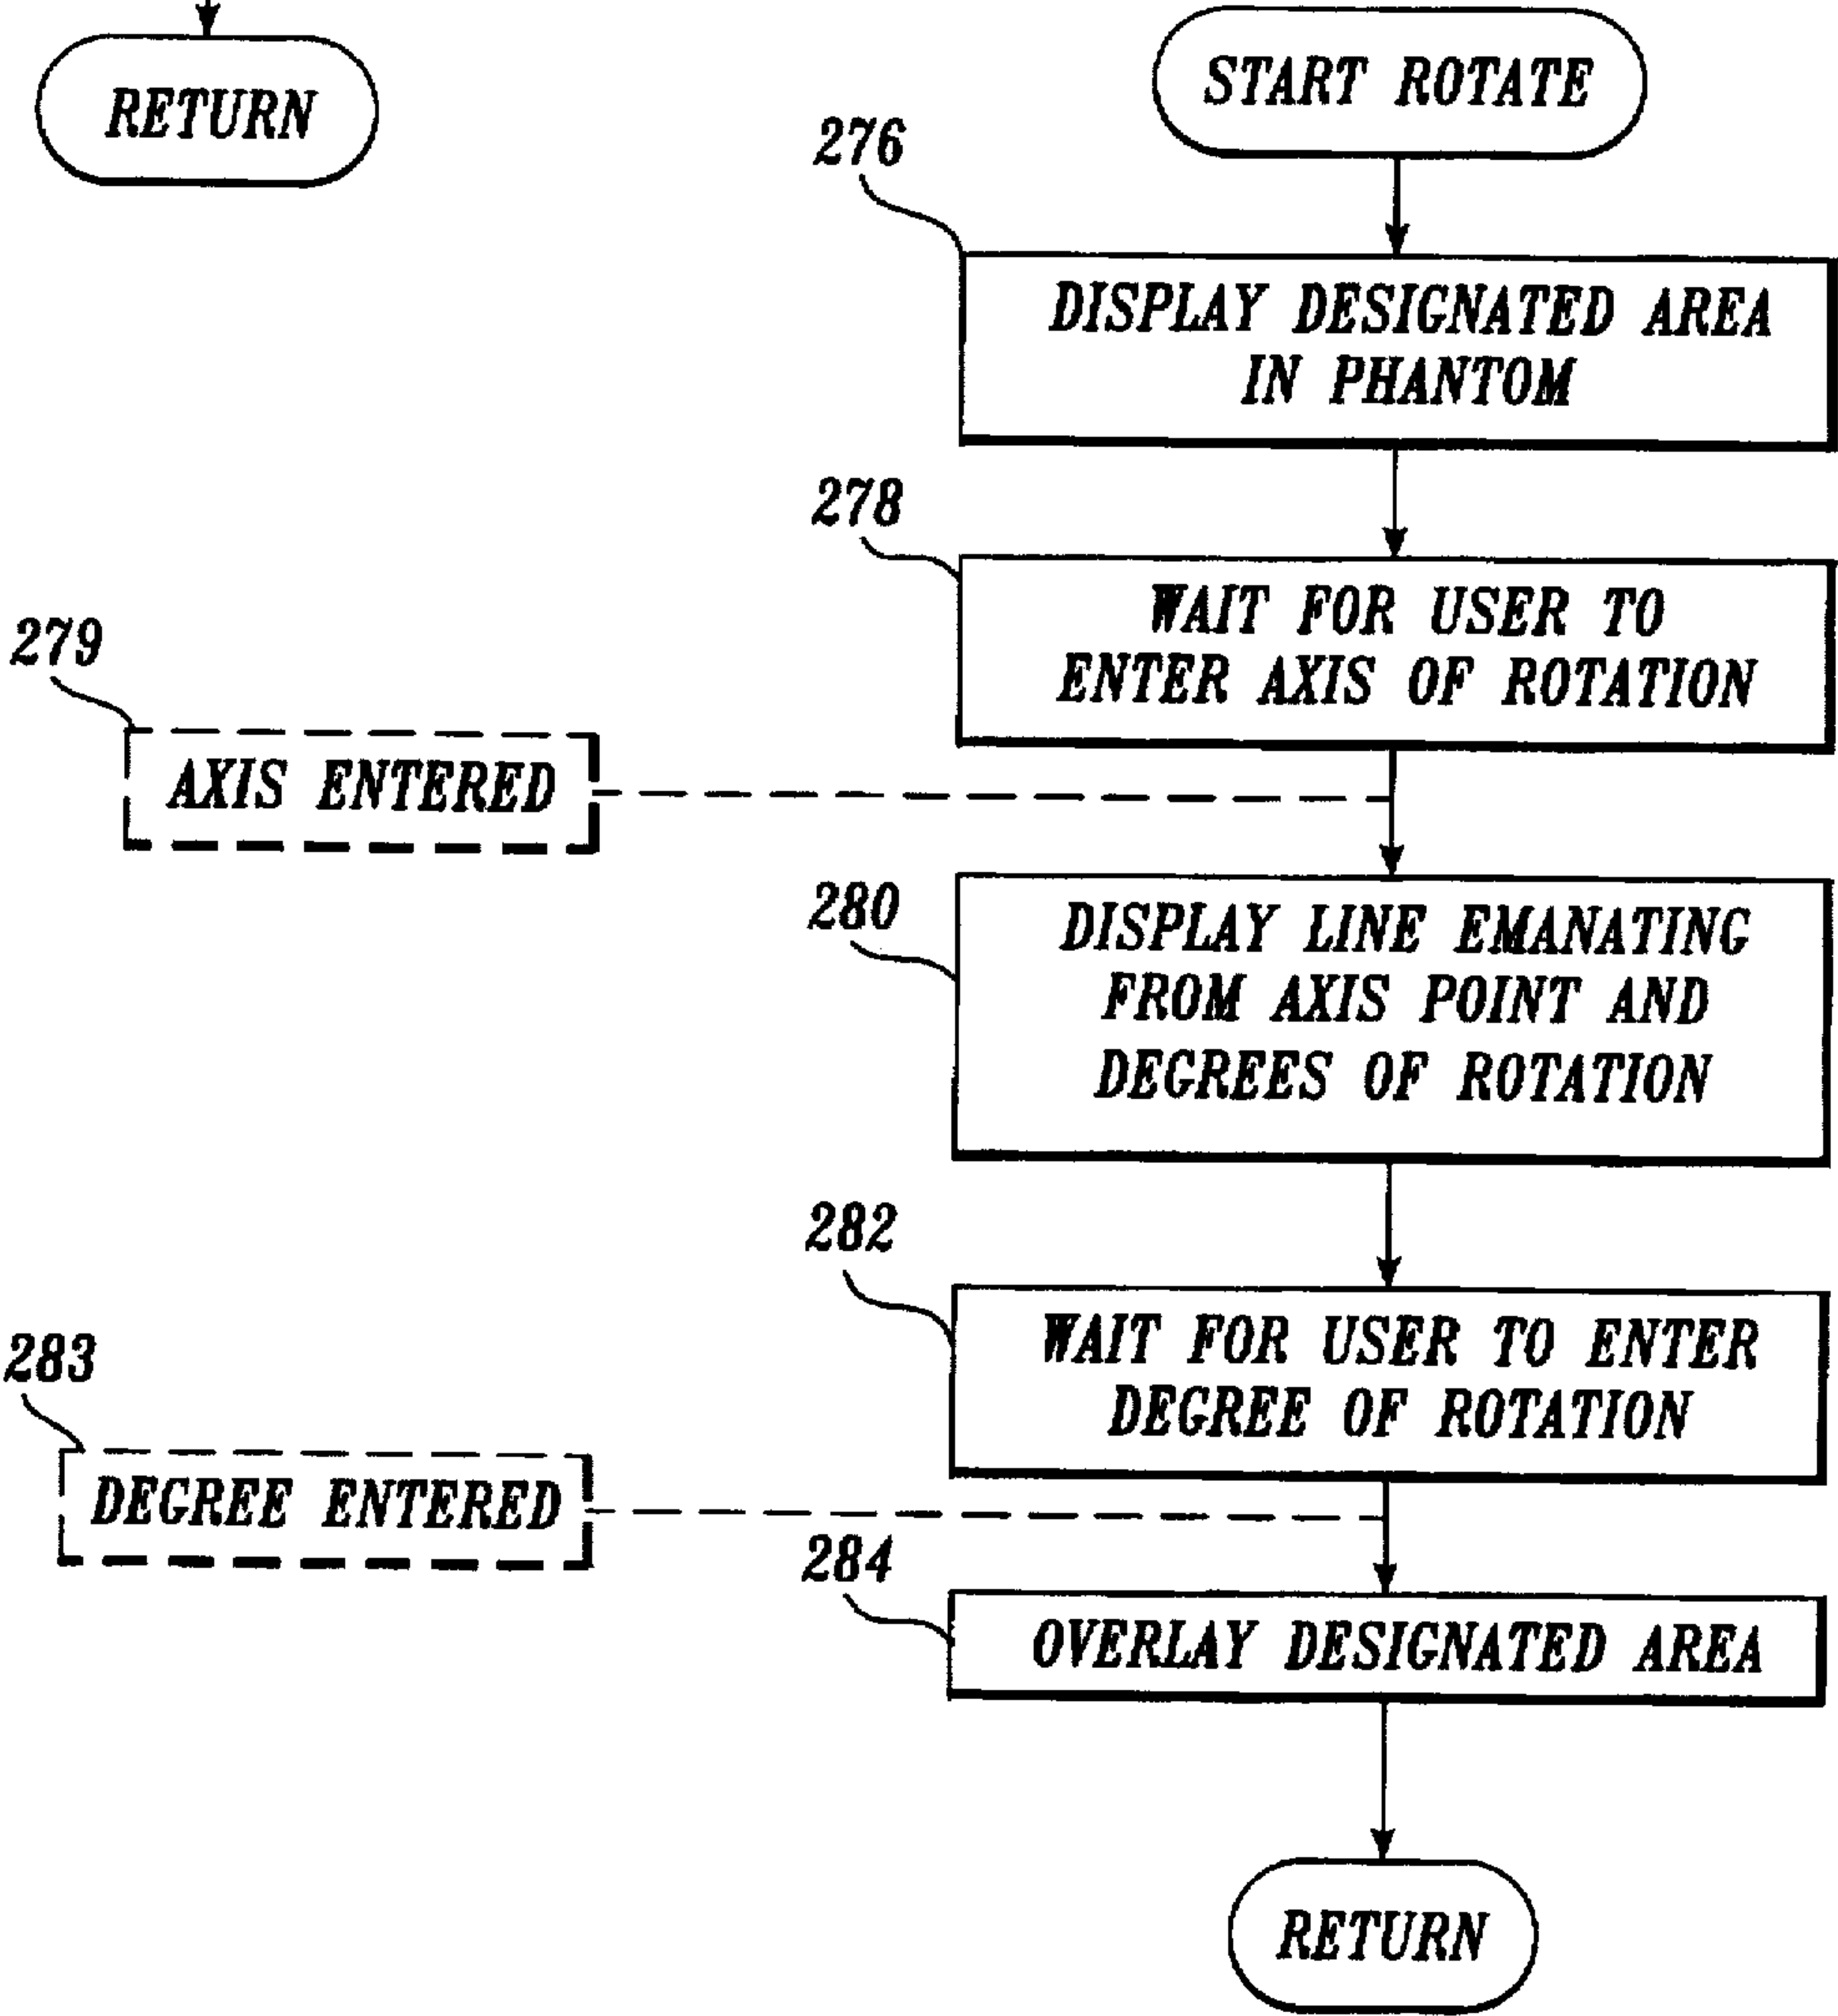 RETURN
START ROTATE
276
DISPLAY DESIGNATED AREA
IN PHANTOM
278
WAIT FOR USER TO
ENTER AXIS OF ROTATION
279
AXIS ENTERED
280
DISPLAY LINE EMANATING
FROM AXIS POINT AND
DEGREES OF ROTATION
282
WAIT FOR USER TO ENTER
DEGREE OF ROTATION
283
DEGREE ENTERED
284
OVERLAY DESIGNATED AREA
RETURN